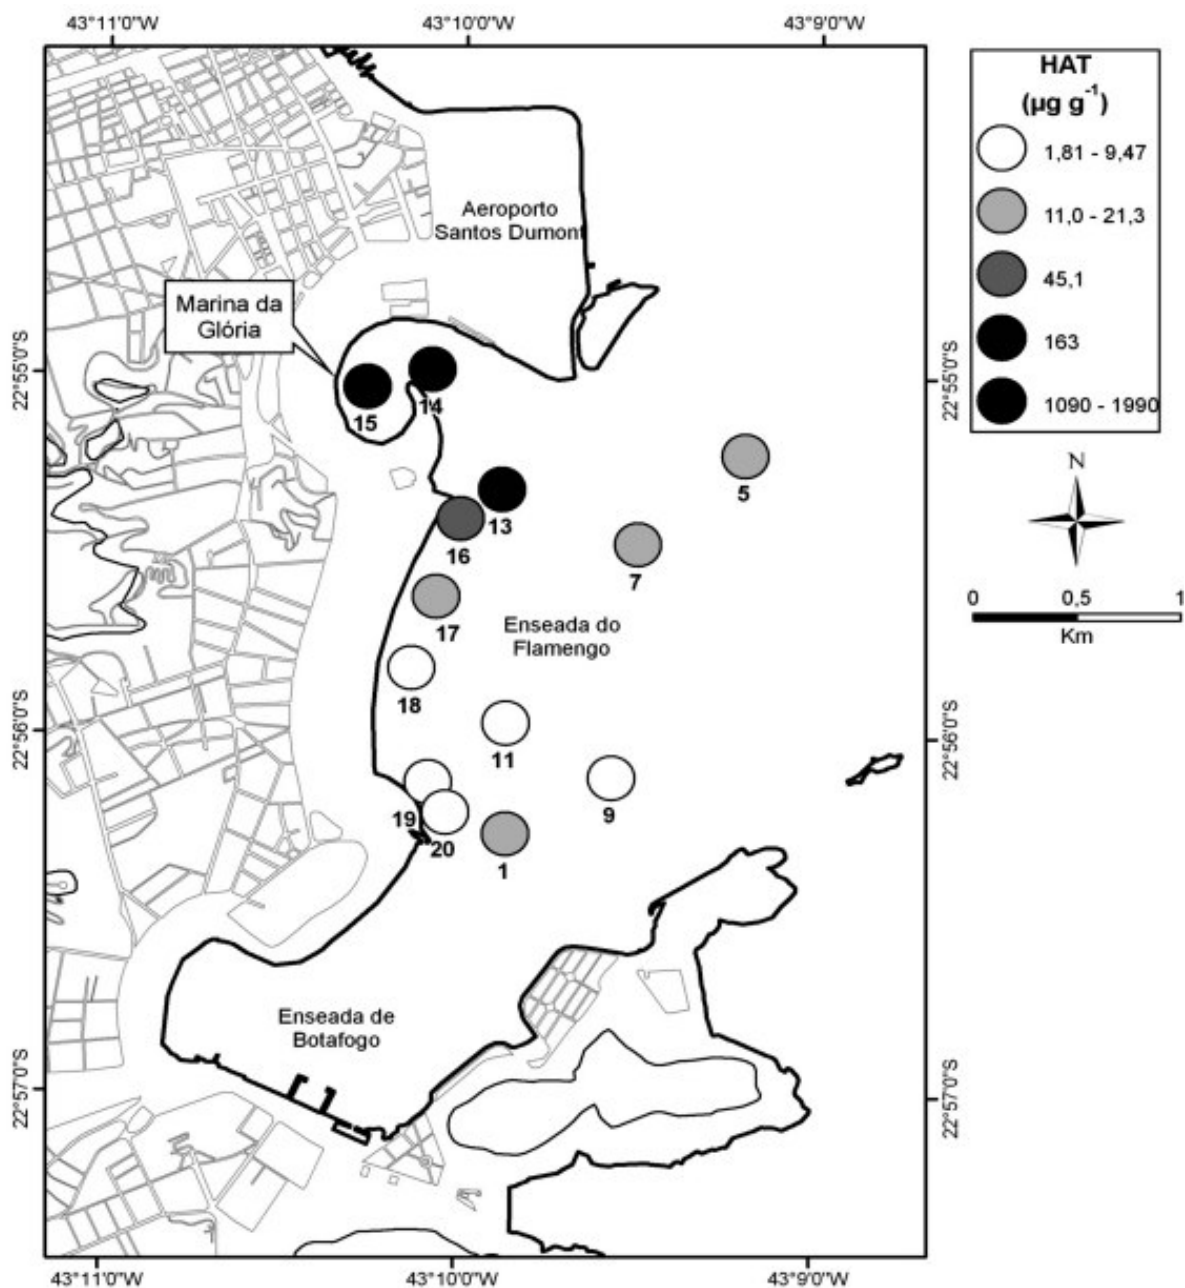 43°11'0"W
43°10'0"W
43°9'0"W
HAT
(µg g⁻¹)
1,81 - 9,47
11,0 - 21,3
45,1
163
1090 - 1990
Aeroporto
Santos Dumont
Marina da
Glória
22°55'0"S
22°55'0"S
15
14
13
16
5
7
17
18
Enseada do
Flamengo
11
9
19
20
1
N
0
0,5
1
Km
22°56'0"S
22°56'0"S
Enseada de
Botafogo
22°57'0"S
22°57'0"S
43°11'0"W
43°10'0"W
43°9'0"W